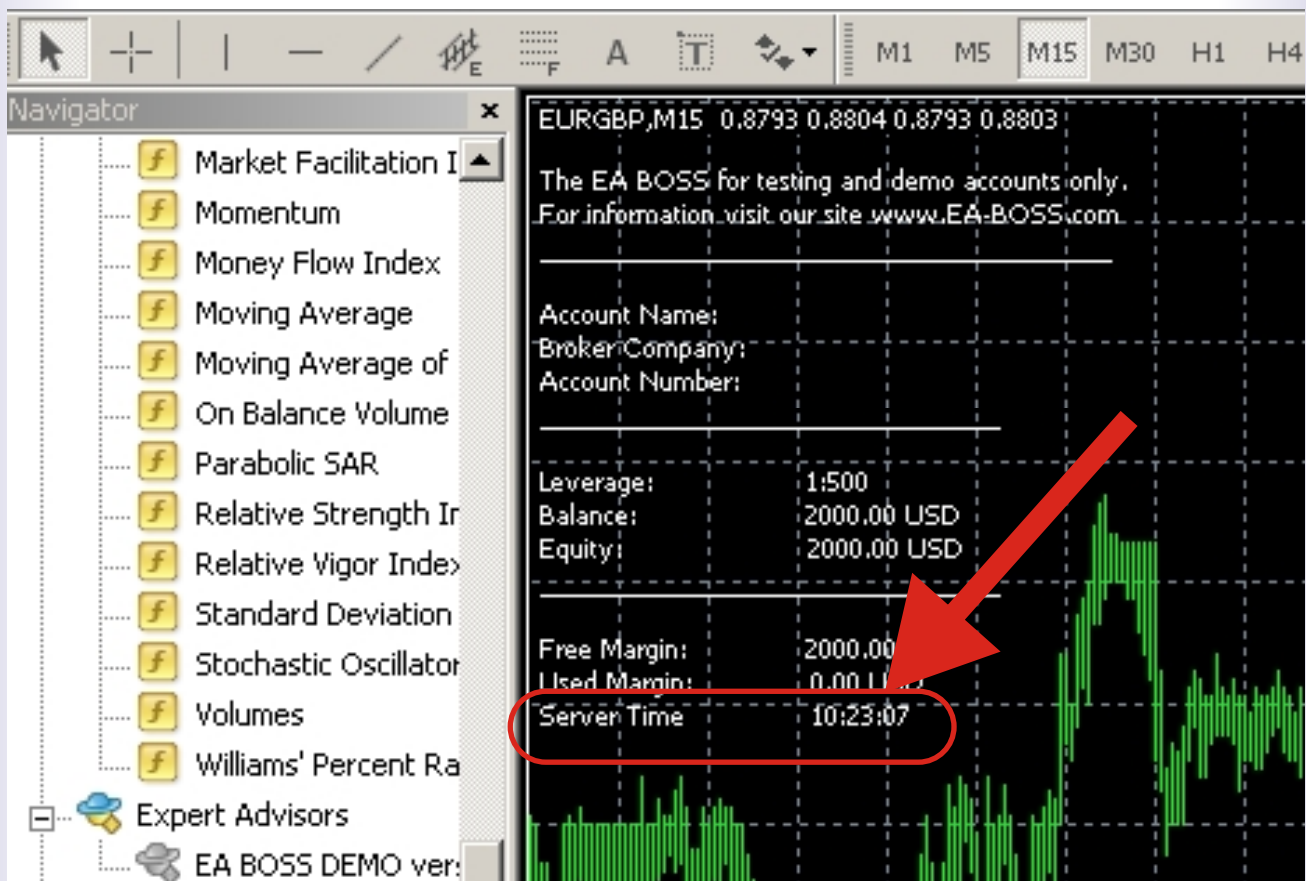 E F A T M1 M5 M15 M30 H1 H4
Navigator
Market Facilitation I
Momentum
Money Flow Index
Moving Average
Moving Average of
On Balance Volume
Parabolic SAR
Relative Strength Ir
Relative Vigor Index
Standard Deviation
Stochastic Oscillator
Volumes
Williams' Percent Ra
Expert Advisors
EA BOSS DEMO ver:
EURGBP,M15 0.8793 0.8804 0.8793 0.8803
The EA BOSS for testing and demo accounts only.
For information visit our site www.EA-BOSS.com
Account Name:
Broker Company:
Account Number:
Leverage: 1:500
Balance: 2000.00 USD
Equity: 2000.00 USD
Free Margin: 2000.00
Used Margin: 0.00
Server Time 10:23:07